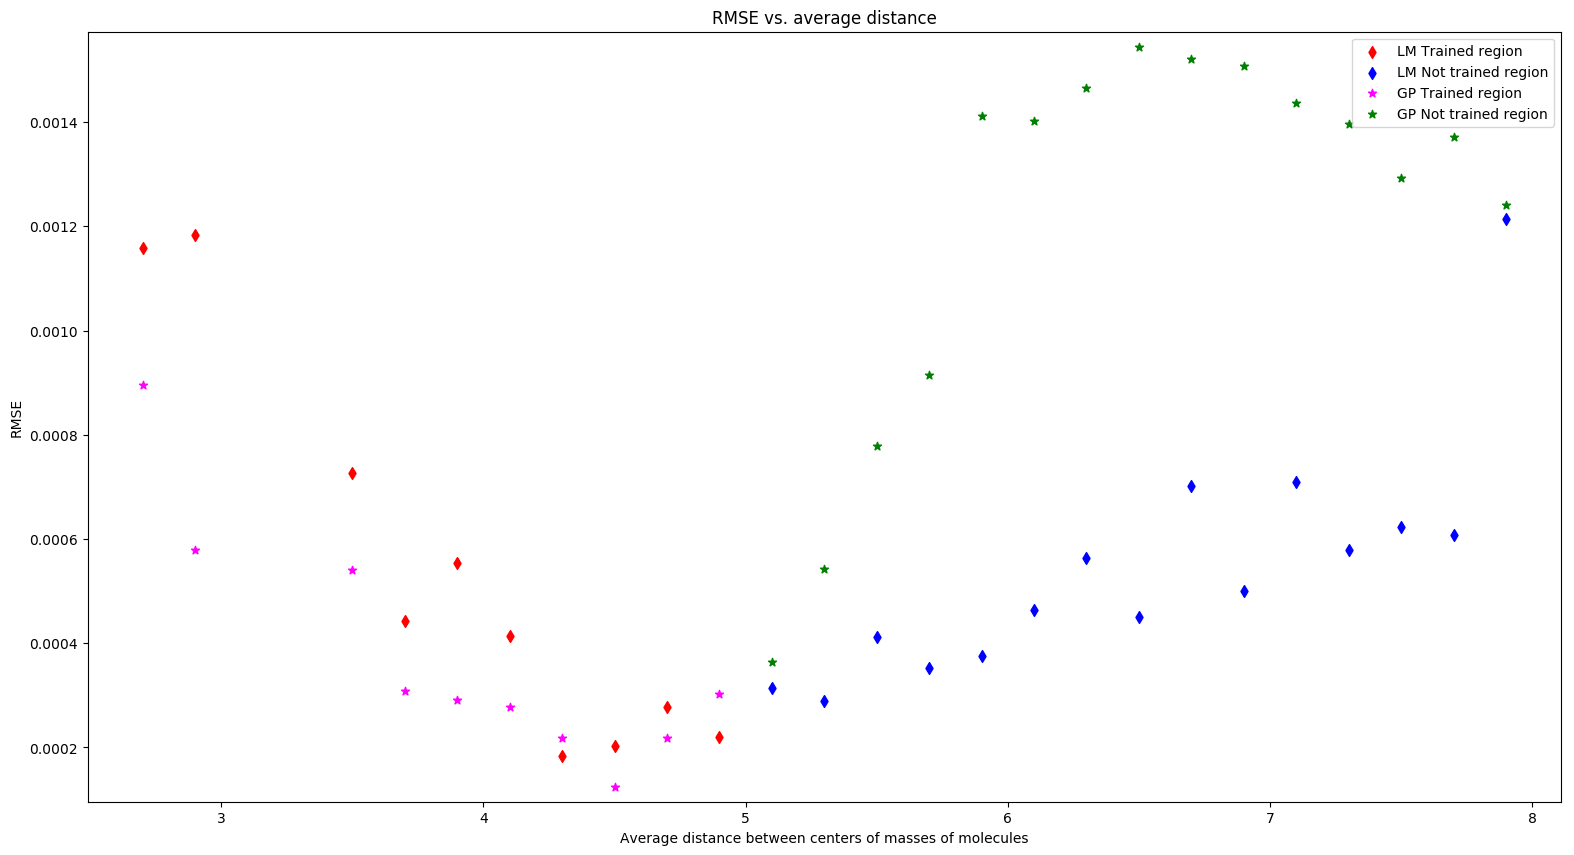 RMSE vs. average distance
LM Trained region
LM Not trained region
GP Trained region
GP Not trained region
0.0014
0.0012
0.0010
0.0008
0.0006
0.0004
0.0002
RMSE
3 4 5 6 7 8
Average distance between centers of masses of molecules